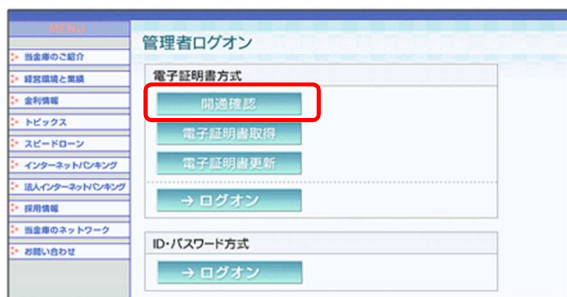 MENU
当金庫のご紹介
経営環境と業績
金利情報
トピックス
スピードローン
インターネットバンキング
法人インターネットバンキング
採用情報
当金庫のネットワーク
お問い合わせ
管理者ログオン
電子証明書方式
開通確認
電子証明書取得
電子証明書更新
→ ログオン
ID・パスワード方式
→ ログオン